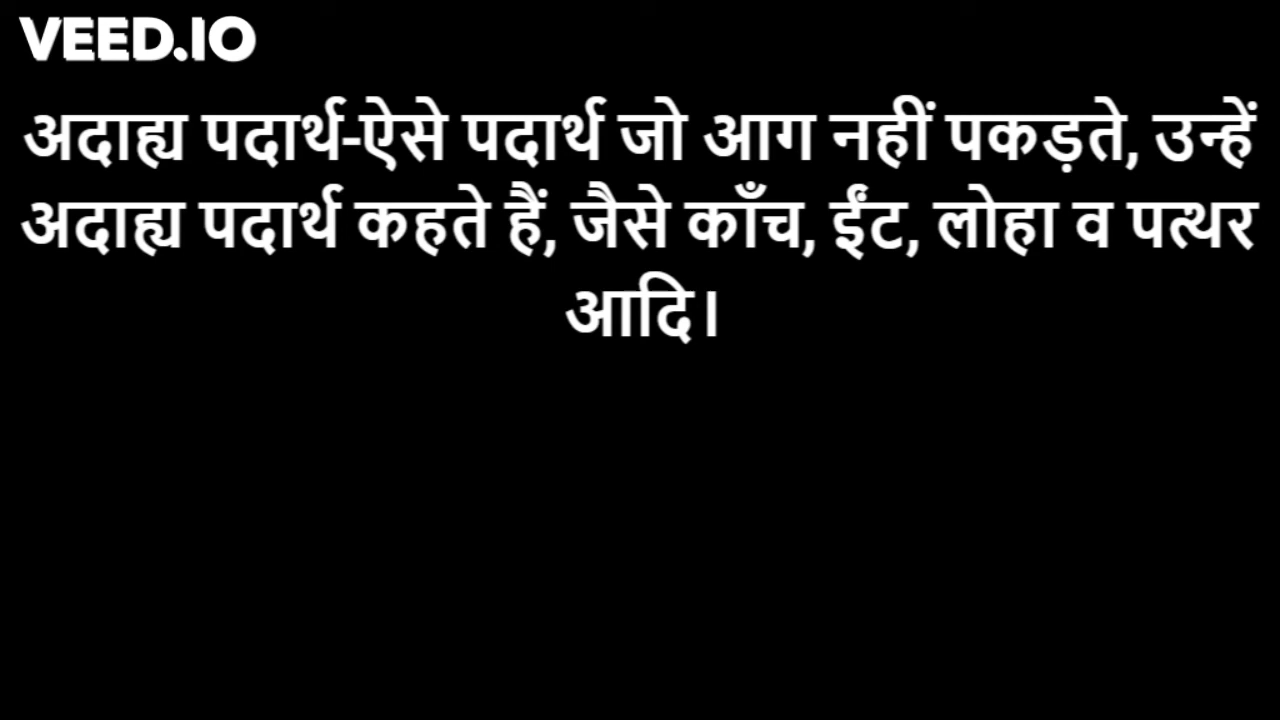 VEED.IO
अदाह्य पदार्थ-ऐसे पदार्थ जो आग नहीं पकड़ते, उन्हें
अदाह्य पदार्थ कहते हैं, जैसे काँच, ईंट, लोहा व पत्थर
आदि।